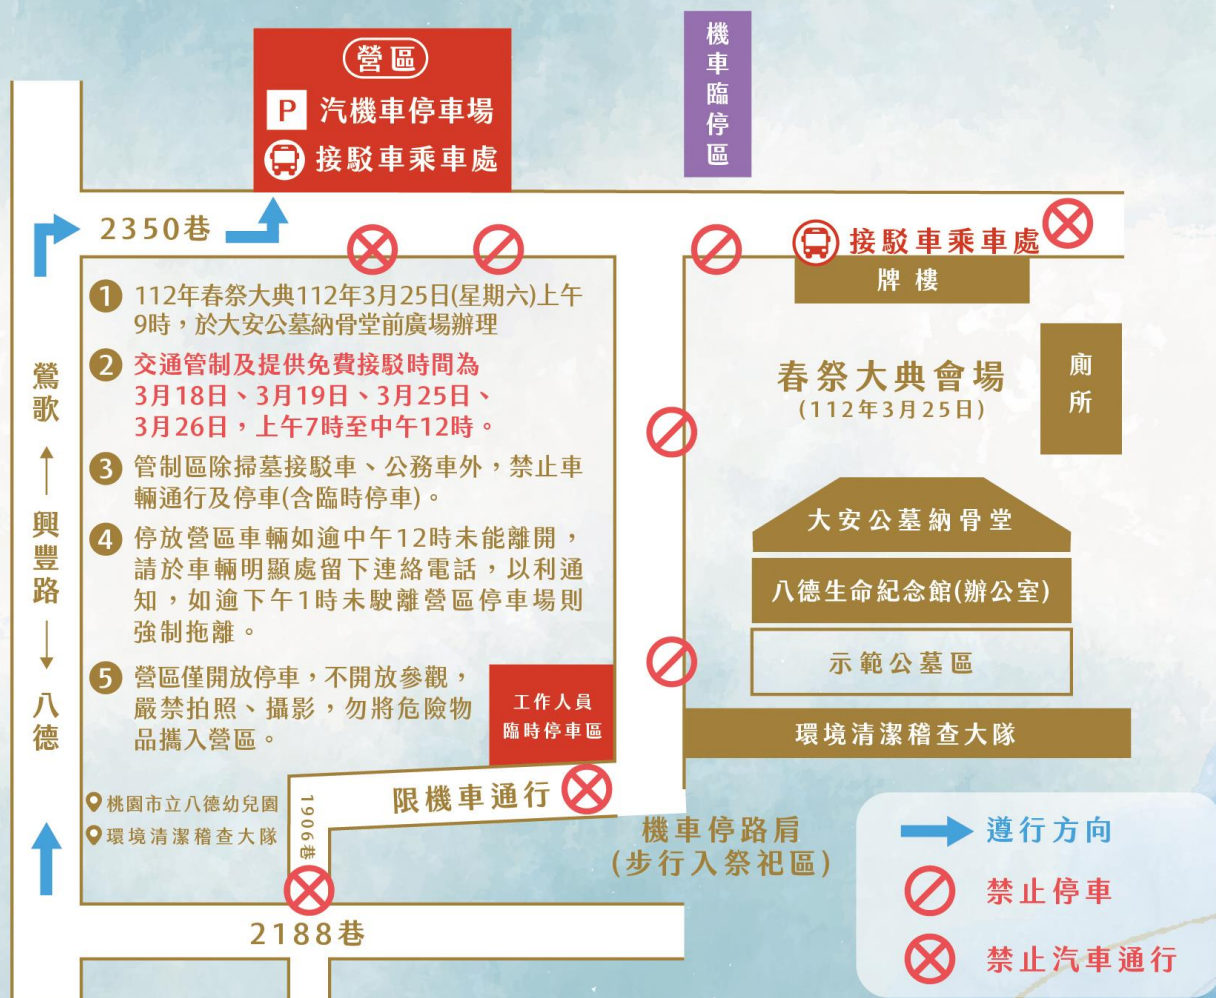 營區
P 汽機車停車場
接駁車乘車處
機車臨停區
2350巷
接駁車乘車處
牌樓
1 112年春祭大典112年3月25日(星期六)上午
9時，於大安公墓納骨堂前廣場辦理
2 交通管制及提供免費接駁時間為
3月18日、3月19日、3月25日、
3月26日，上午7時至中午12時。
3 管制區除掃墓接駁車、公務車外，禁止車
輛通行及停車(含臨時停車)。
4 停放營區車輛如逾中午12時未能離開，
請於車輛明顯處留下連絡電話，以利通
知，如逾下午1時未駛離營區停車場則
強制拖離。
5 營區僅開放停車，不開放參觀，
嚴禁拍照、攝影，勿將危險物
品攜入營區。
鶯歌
興豐路
八德
春祭大典會場
(112年3月25日)
廁所
大安公墓納骨堂
八德生命紀念館(辦公室)
示範公墓區
環境清潔稽查大隊
工作人員
臨時停車區
桃園市立八德幼兒園
環境清潔稽查大隊
1906巷
限機車通行
機車停路肩
(步行入祭祀區)
2188巷
遵行方向
禁止停車
禁止汽車通行